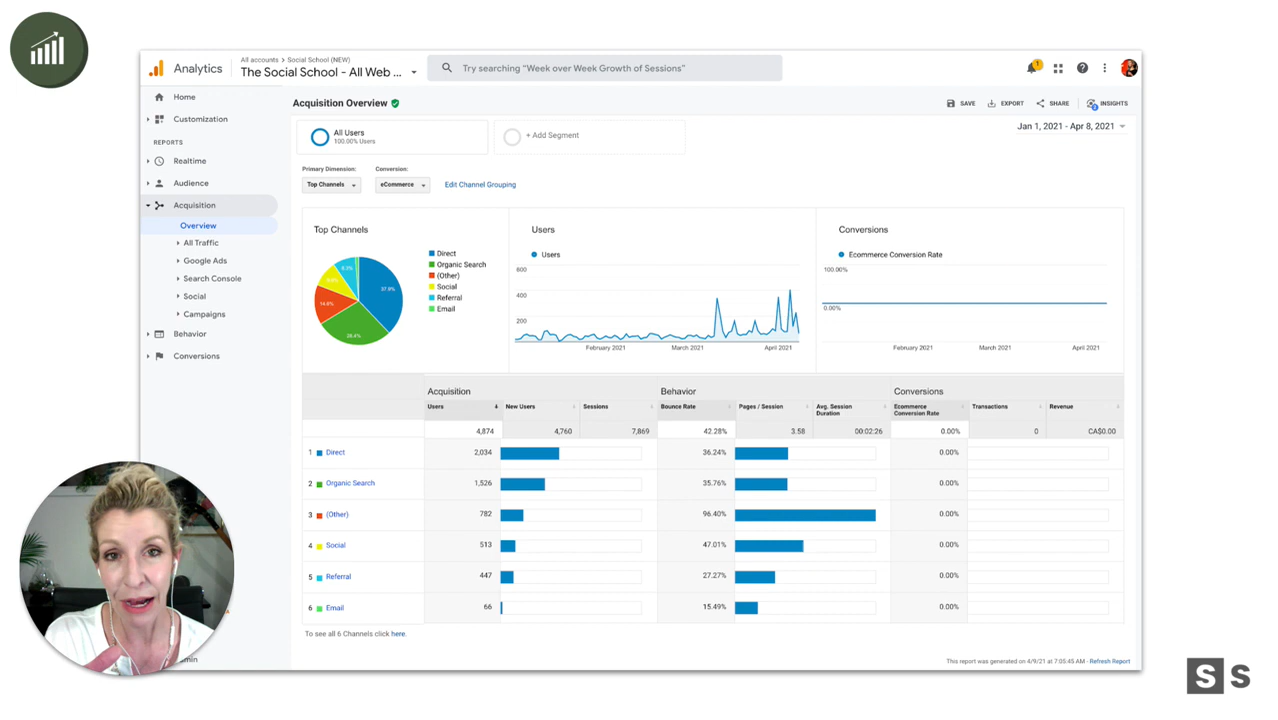 Analytics
All accounts > Social School (NEW)
The Social School - All Web ...
Try searching "Week over Week Growth of Sessions"
1
Home
Customization
REPORTS
Realtime
Audience
Acquisition
Overview
All Traffic
Google Ads
Search Console
Social
Campaigns
Behavior
Conversions
Acquisition Overview
SAVE
EXPORT
SHARE
2
INSIGHTS
All Users
100.00% Users
+ Add Segment
Jan 1, 2021 - Apr 8, 2021
Primary Dimension:
Conversion:
Top Channels
eCommerce
Edit Channel Grouping
Top Channels
37.9%
28.4%
14.6%
Direct
Organic Search
(Other)
Social
Referral
Email
Users
Users
600
400
200
February 2021
March 2021
April 2021
Conversions
Ecommerce Conversion Rate
100.00%
0.00%
February 2021
March 2021
April 2021
Acquisition
Behavior
Conversions
Users
New Users
Sessions
Bounce Rate
Pages / Session
Avg. Session Duration
Ecommerce Conversion Rate
Transactions
Revenue
4,874
4,760
7,869
42.28%
3.58
00:02:26
0.00%
0
CA$0.00
1 Direct 2,034 36.24% 0.00%
2 Organic Search 1,526 35.76% 0.00%
3 (Other) 782 96.40% 0.00%
4 Social 513 47.01% 0.00%
5 Referral 447 27.27% 0.00%
6 Email 66 15.49% 0.00%
To see all 6 Channels click here.
This report was generated on 4/9/21 at 7:05:45 AM - Refresh Report
S S